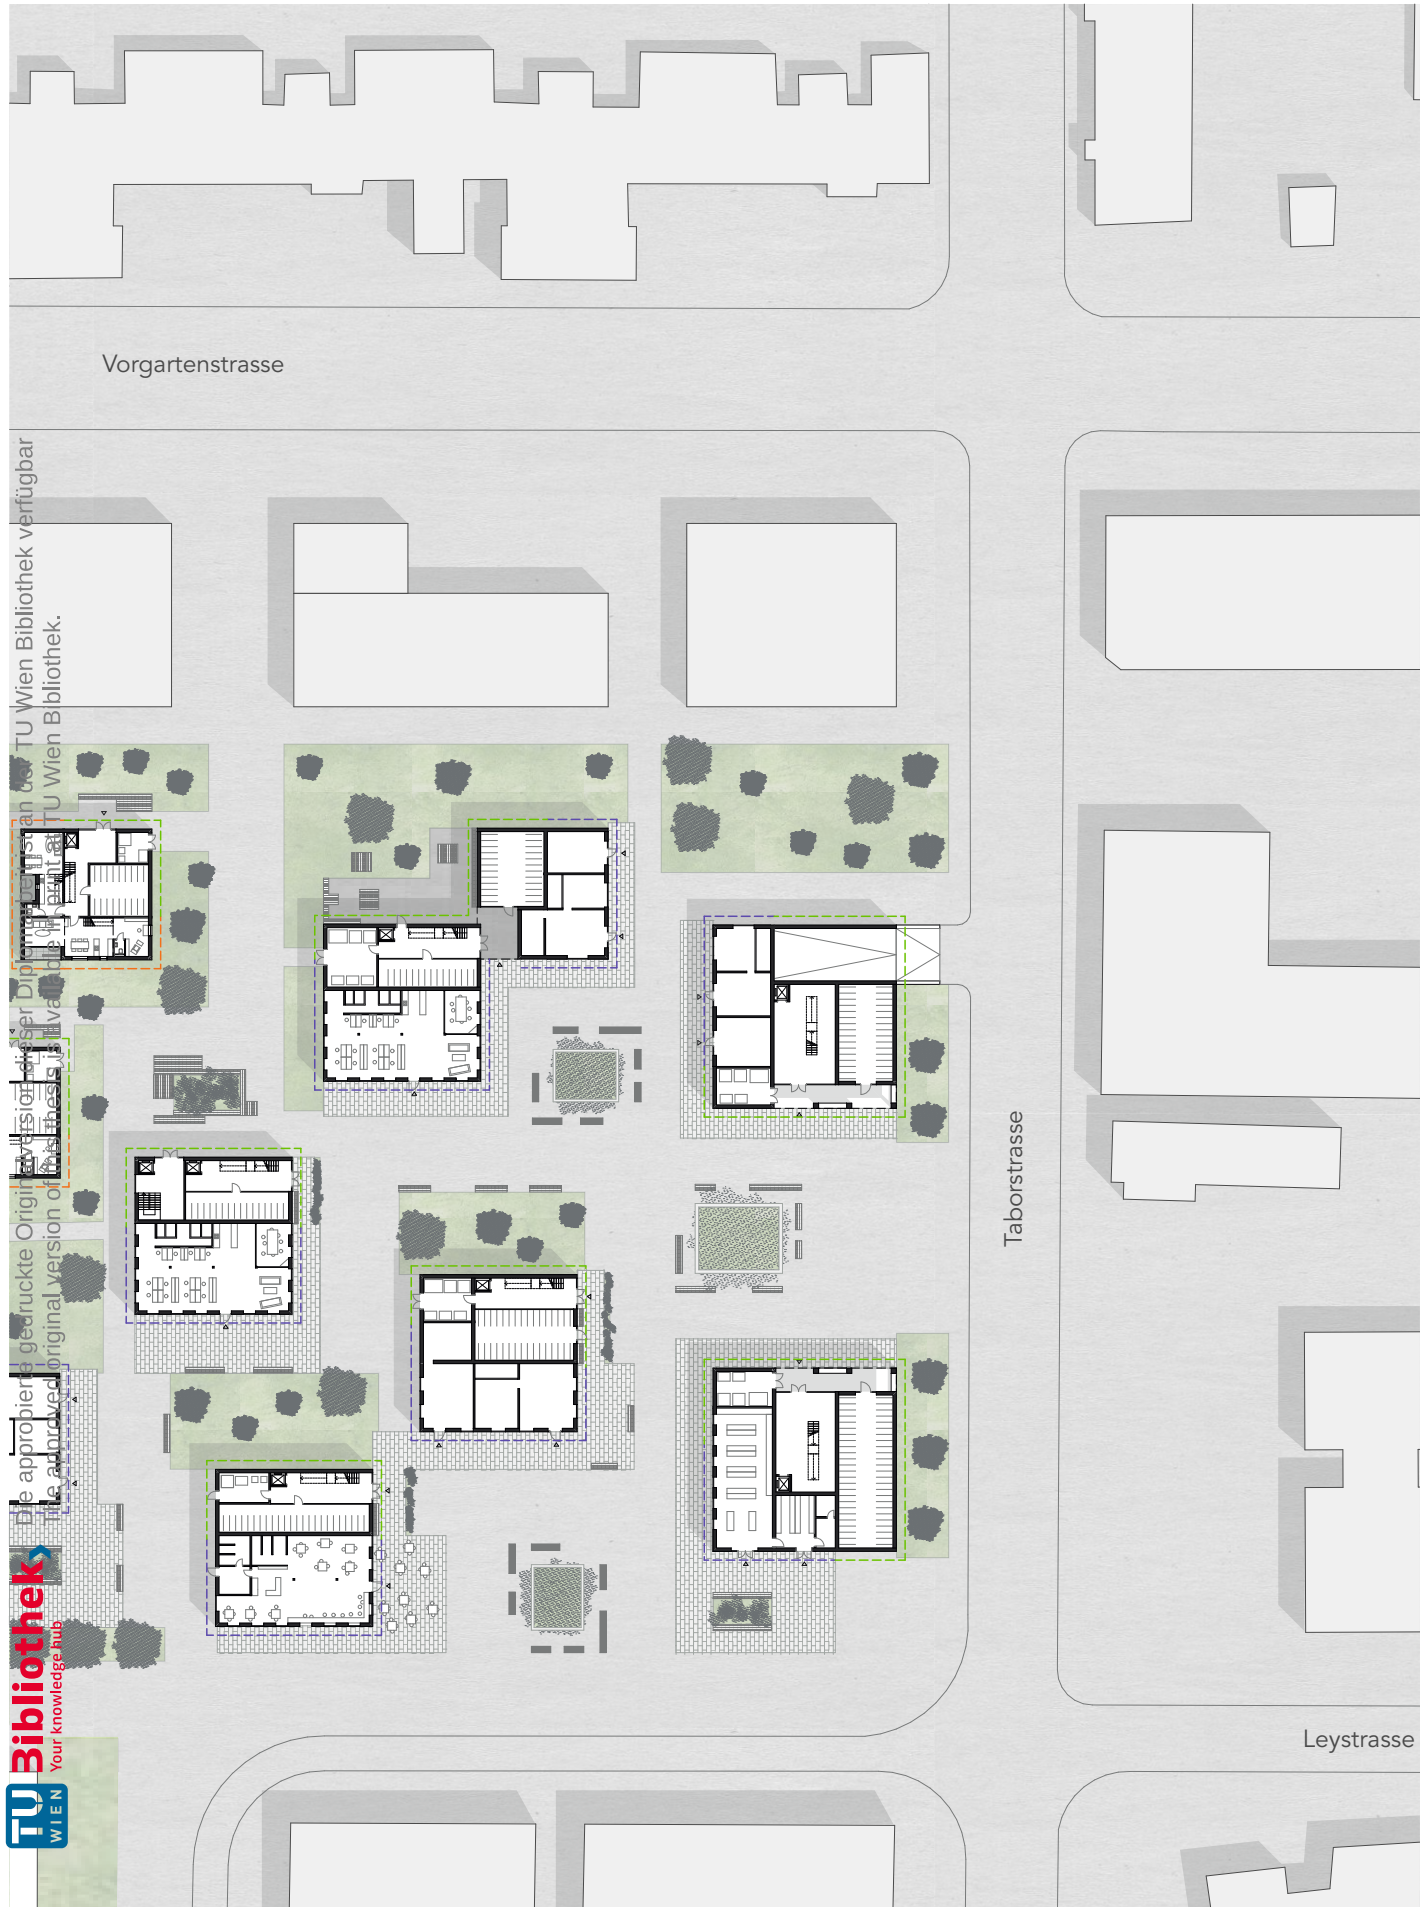 Vorgartenstrasse
Taborstrasse
Leystrasse
Die approbierte gedruckte Originalversion dieser Diplomarbeit ist an der TU Wien Bibliothek verfügbar
The approved original version of this thesis is available in print at TU Wien Bibliothek.
TU
WIEN
Bibliothek
Your knowledge hub